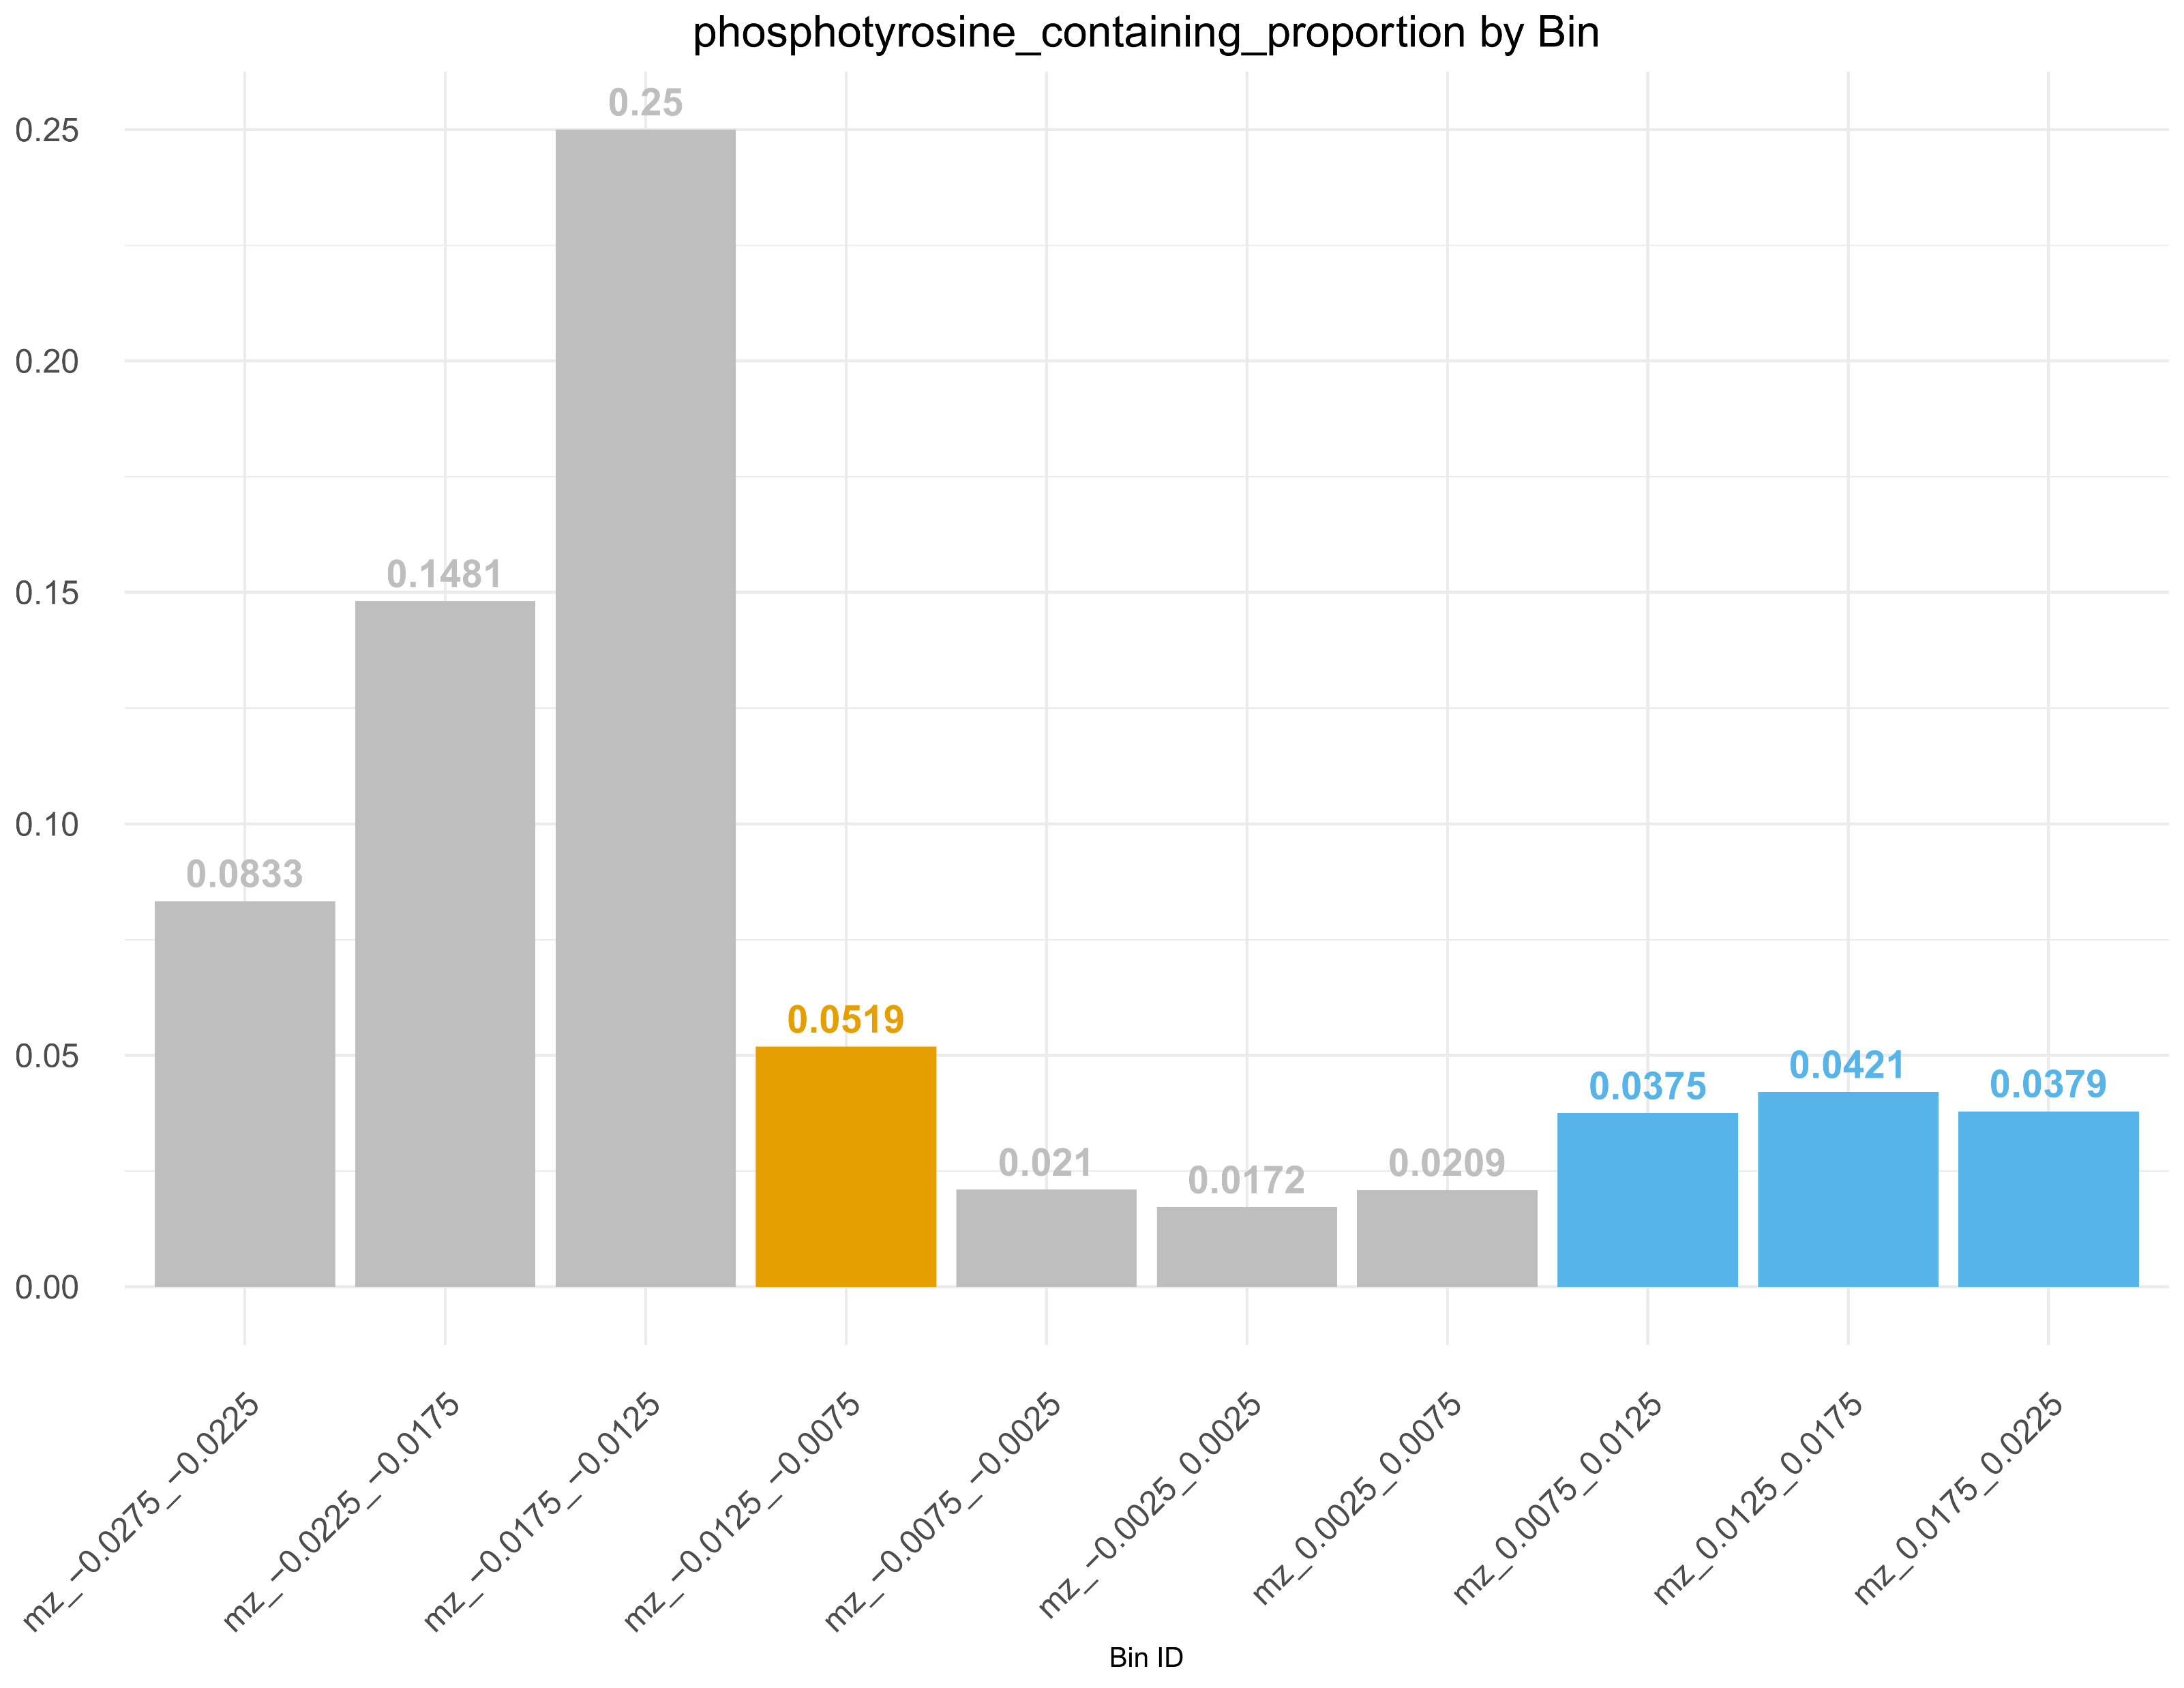 phosphotyrosine_containing_proportion by Bin
0.25
0.20
0.15
0.10
0.05
0.00
0.0833
0.1481
0.25
0.0519
0.021
0.0172
0.0209
0.0375
0.0421
0.0379
mz_−0.0275_−0.0225
mz_−0.0225_−0.0175
mz_−0.0175_−0.0125
mz_−0.0125_−0.0075
mz_−0.0075_−0.0025
mz_−0.0025_0.0025
mz_0.0025_0.0075
mz_0.0075_0.0125
mz_0.0125_0.0175
mz_0.0175_0.0225
Bin ID